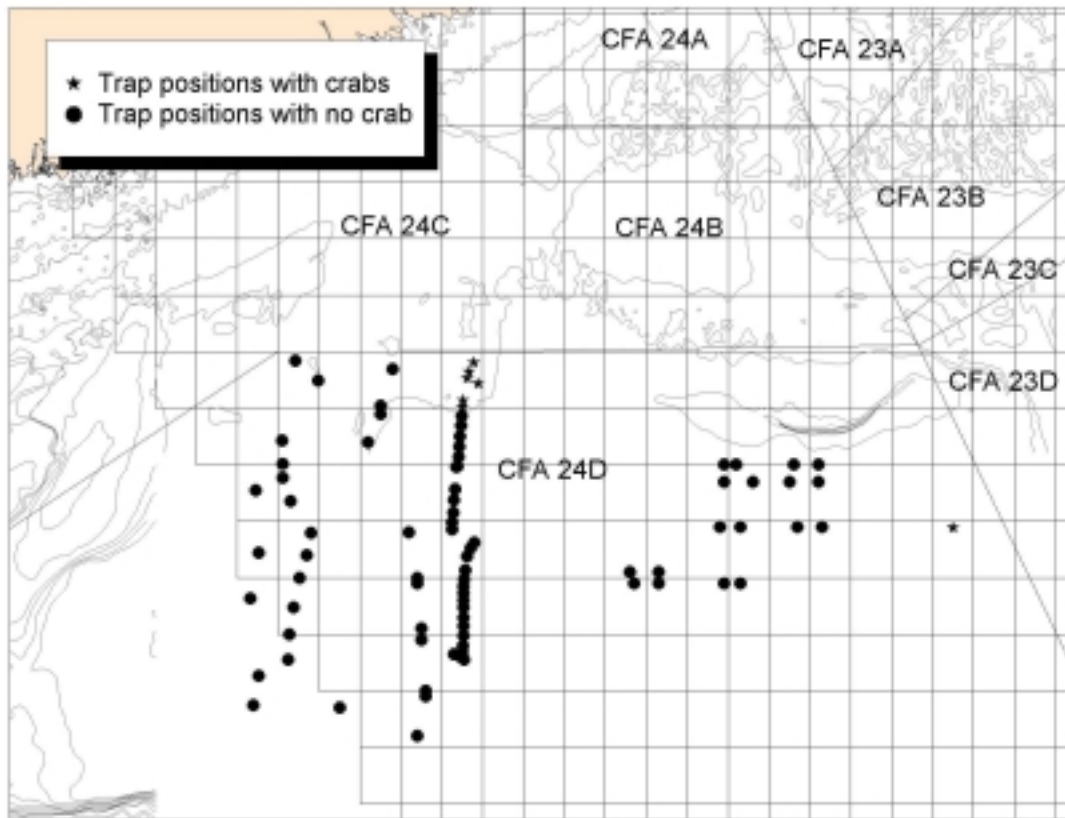 CFA 24A
CFA 23A
Trap positions with crabs
Trap positions with no crab
CFA 23B
CFA 24C
CFA 24B
CFA 23C
CFA 23D
CFA 24D